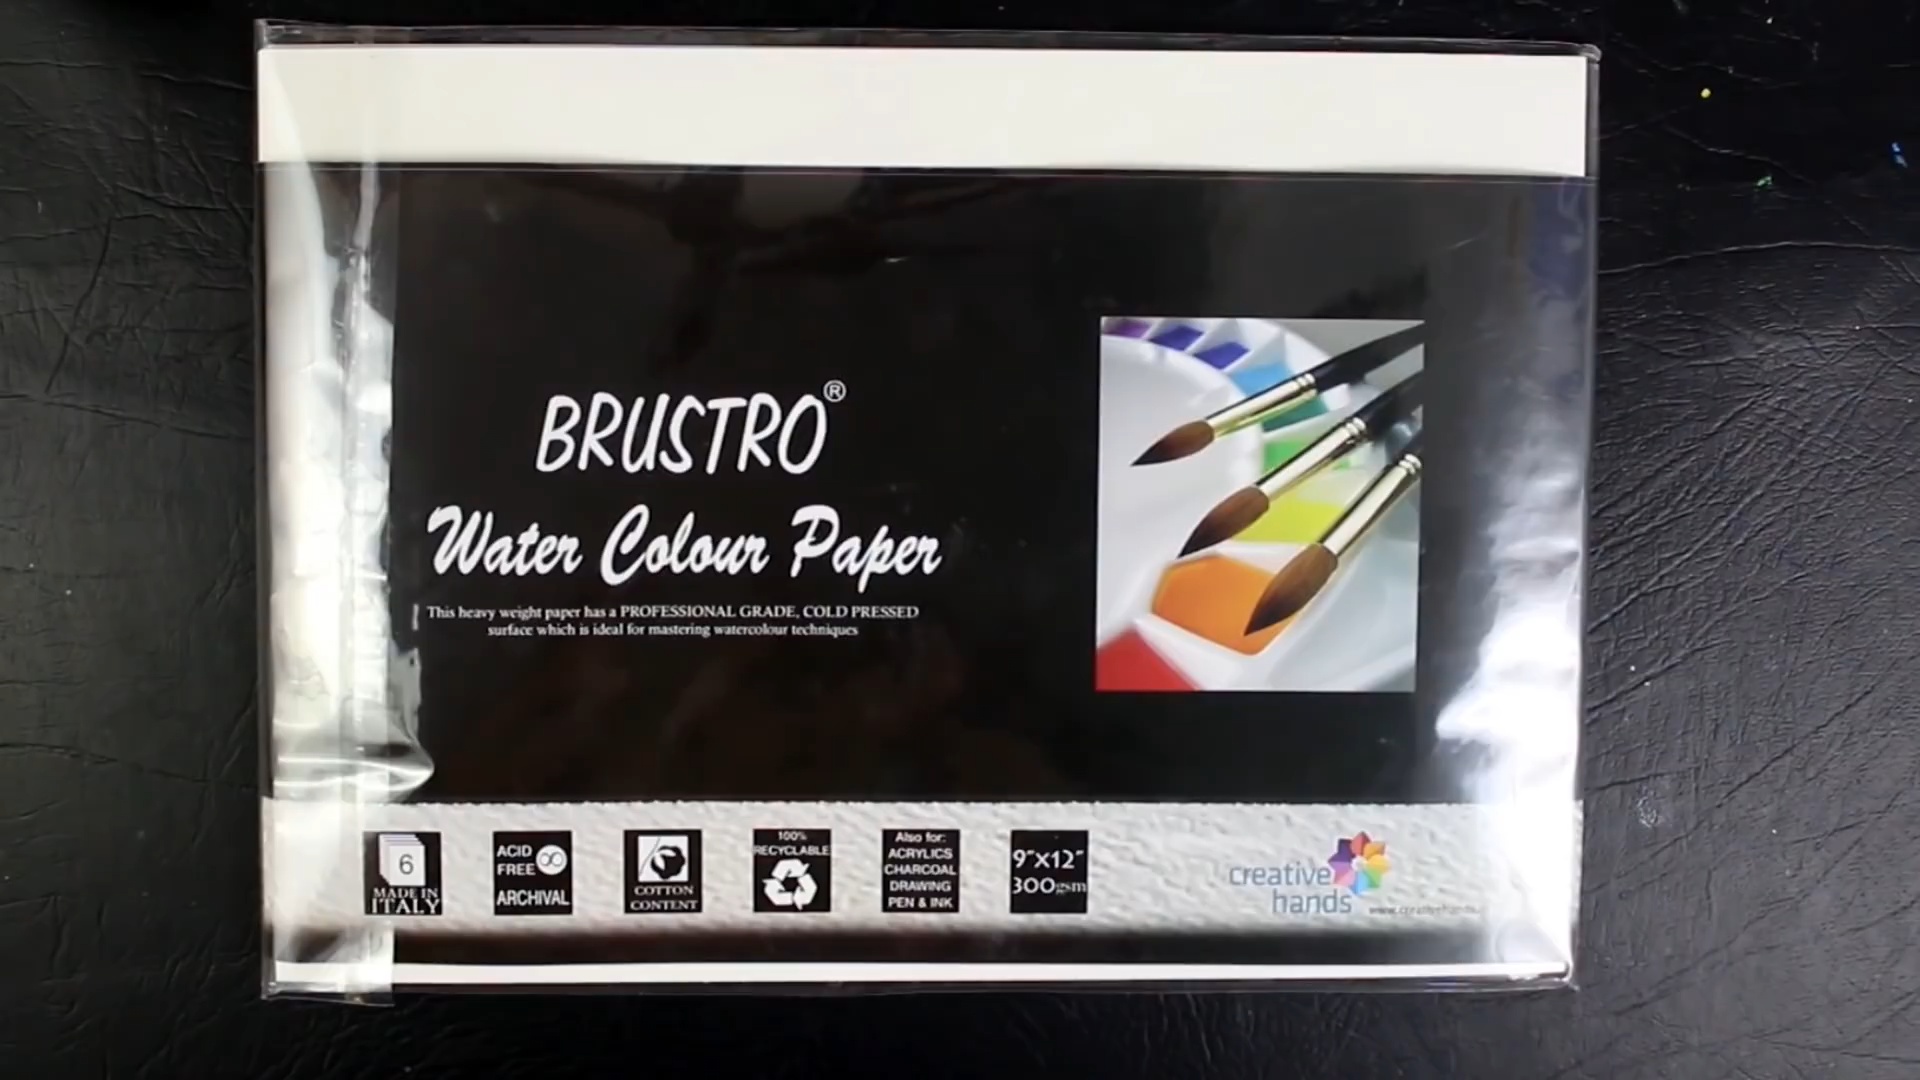 BRUSTRO®
Water Colour Paper
This heavy weight paper has a PROFESSIONAL GRADE, COLD PRESSED
surface which is ideal for mastering watercolour techniques
6
MADE IN
ITALY
ACID
FREE
ARCHIVAL
COTTON
CONTENT
100%
RECYCLABLE
Also for:
ACRYLICS
CHARCOAL
DRAWING
PEN & INK
9"X12"
300gsm
creative
hands